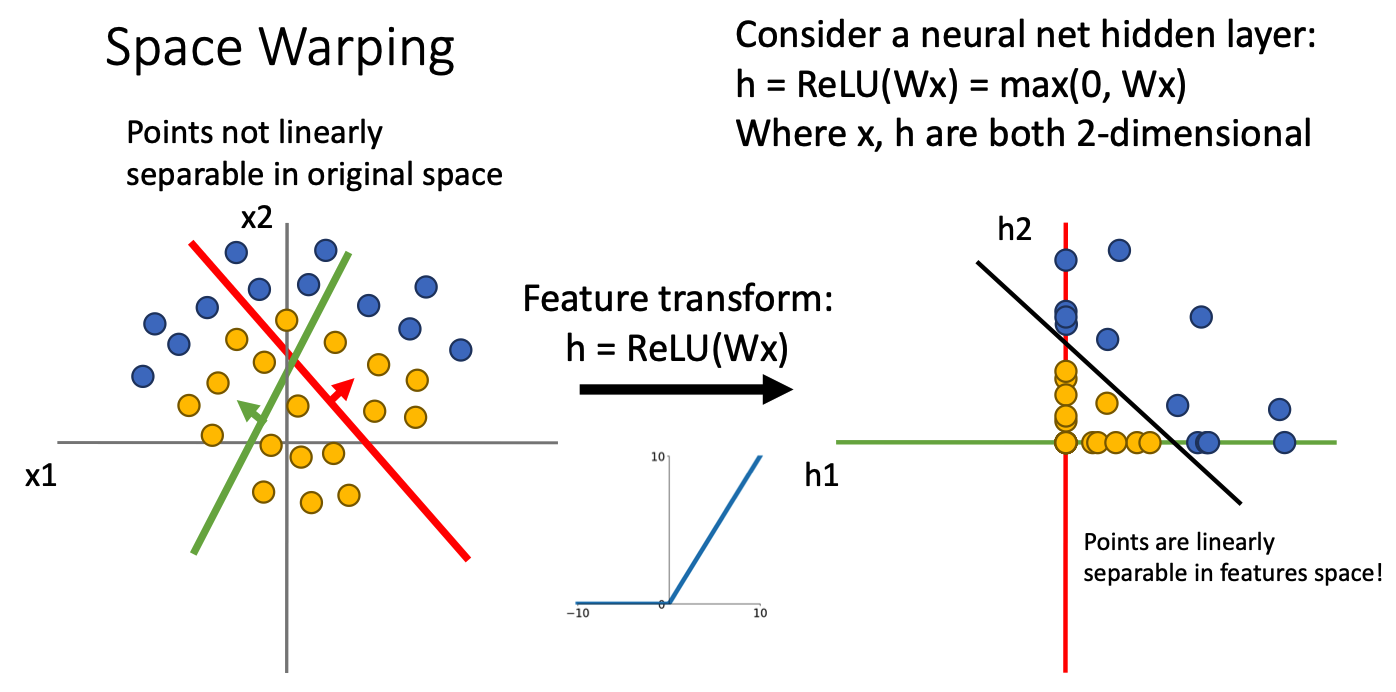 Space Warping
Consider a neural net hidden layer:
h = ReLU(Wx) = max(0, Wx)
Where x, h are both 2-dimensional
Points not linearly
separable in original space
x2
x1
Feature transform:
h = ReLU(Wx)
10
0
−10
10
h2
h1
Points are linearly
separable in features space!